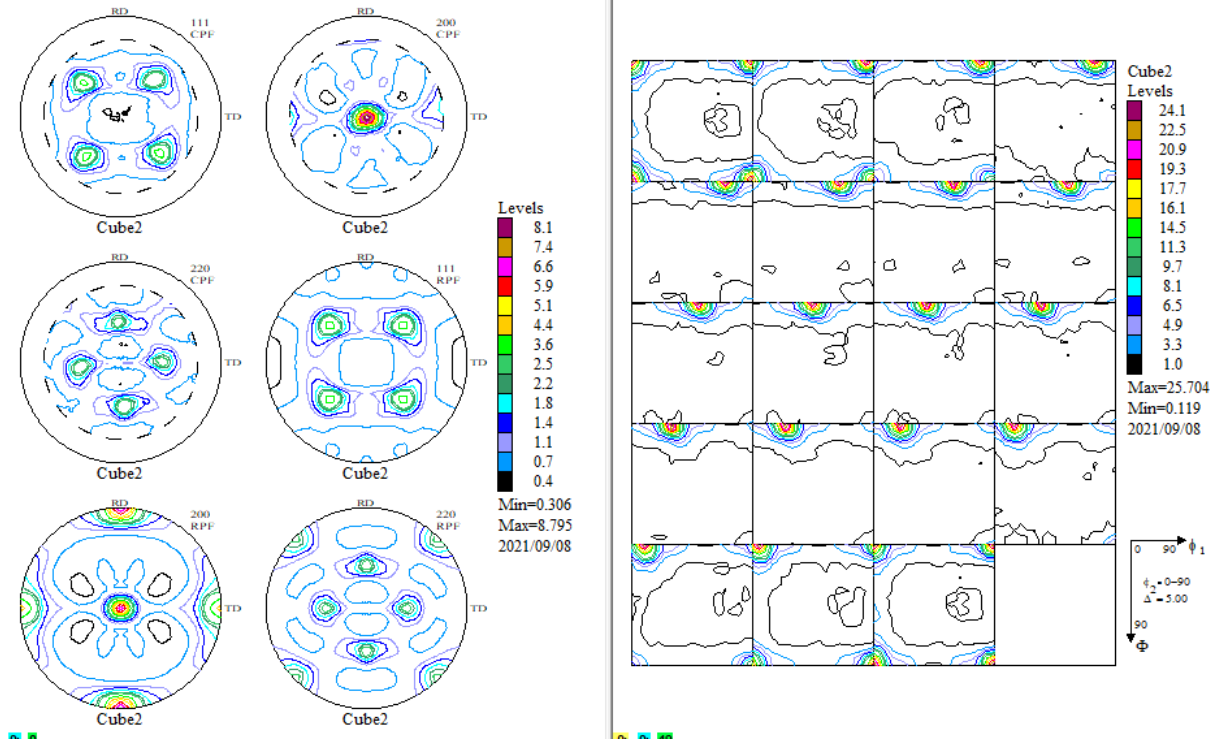 RD
111
CPF
TD
Cube2
RD
200
CPF
TD
Cube2
RD
220
CPF
TD
Cube2
RD
111
RPF
TD
Cube2
RD
200
RPF
TD
Cube2
RD
220
RPF
TD
Cube2
Levels
8.1
7.4
6.6
5.9
5.1
4.4
3.6
2.5
2.2
1.8
1.4
1.1
0.7
0.4
Min=0.306
Max=8.795
2021/09/08
Cube2
Levels
24.1
22.5
20.9
19.3
17.7
16.1
14.5
11.3
9.7
8.1
6.5
4.9
3.3
1.0
Max=25.704
Min=0.119
2021/09/08
0 90 ϕ1
ϕ2=0-90
Δ=5.00
90
Φ